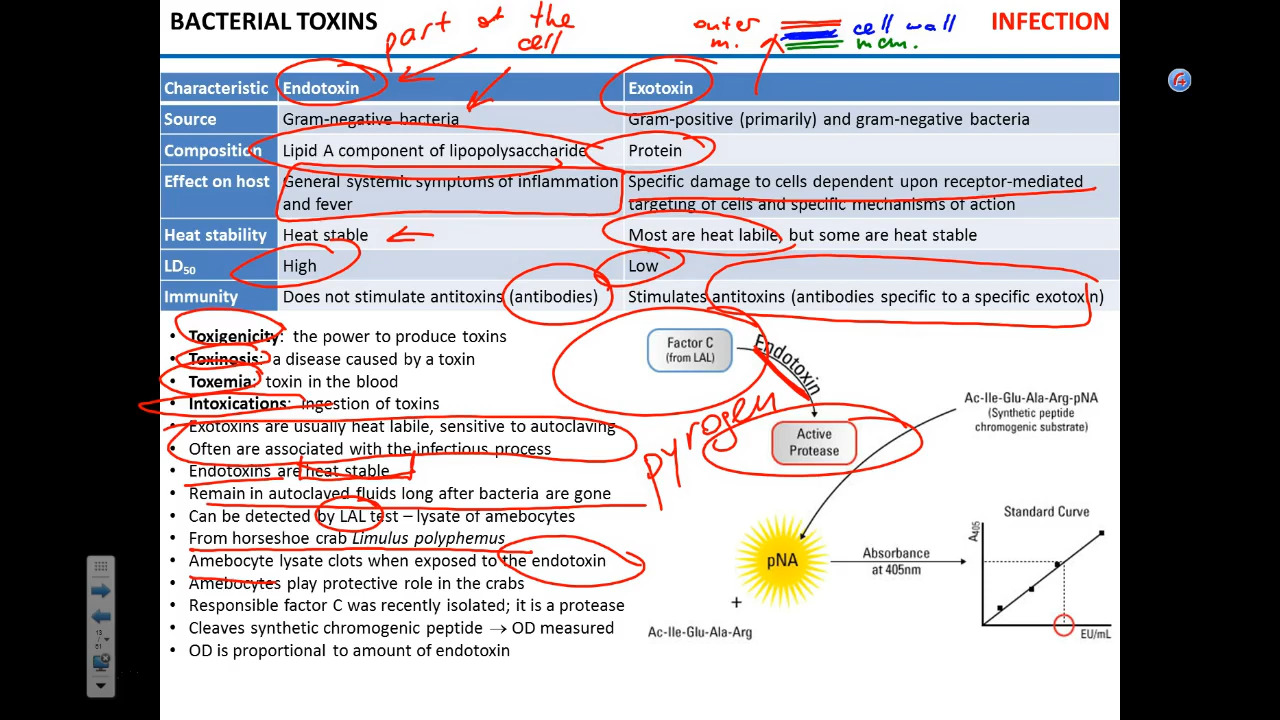 BACTERIAL TOXINS
part of the
cell
outer
m.
cell wall
mem.
INFECTION
Characteristic Endotoxin Exotoxin
Source Gram-negative bacteria Gram-positive (primarily) and gram-negative bacteria
Composition Lipid A component of lipopolysaccharide Protein
Effect on host General systemic symptoms of inflammation Specific damage to cells dependent upon receptor-mediated
and fever targeting of cells and specific mechanisms of action
Heat stability Heat stable Most are heat labile, but some are heat stable
LD50 High Low
Immunity Does not stimulate antitoxins (antibodies) Stimulates antitoxins (antibodies specific to a specific exotoxin)
• Toxigenicity: the power to produce toxins
• Toxinosis: a disease caused by a toxin
• Toxemia: toxin in the blood
• Intoxications: ingestion of toxins
• Exotoxins are usually heat labile, sensitive to autoclaving
• Often are associated with the infectious process
• Endotoxins are heat stable
• Remain in autoclaved fluids long after bacteria are gone
• Can be detected by LAL test – lysate of amebocytes
• From horseshoe crab Limulus polyphemus
• Amebocyte lysate clots when exposed to the endotoxin
• Amebocytes play protective role in the crabs
• Responsible factor C was recently isolated; it is a protease
• Cleaves synthetic chromogenic peptide → OD measured
• OD is proportional to amount of endotoxin
Factor C
(from LAL)
Endotoxin
pyrogen
Active
Protease
Ac-Ile-Glu-Ala-Arg-pNA
(Synthetic peptide
chromogenic substrate)
pNA
+
Ac-Ile-Glu-Ala-Arg
Absorbance
at 405nm
Standard Curve
A405
EU/mL
13
/
61